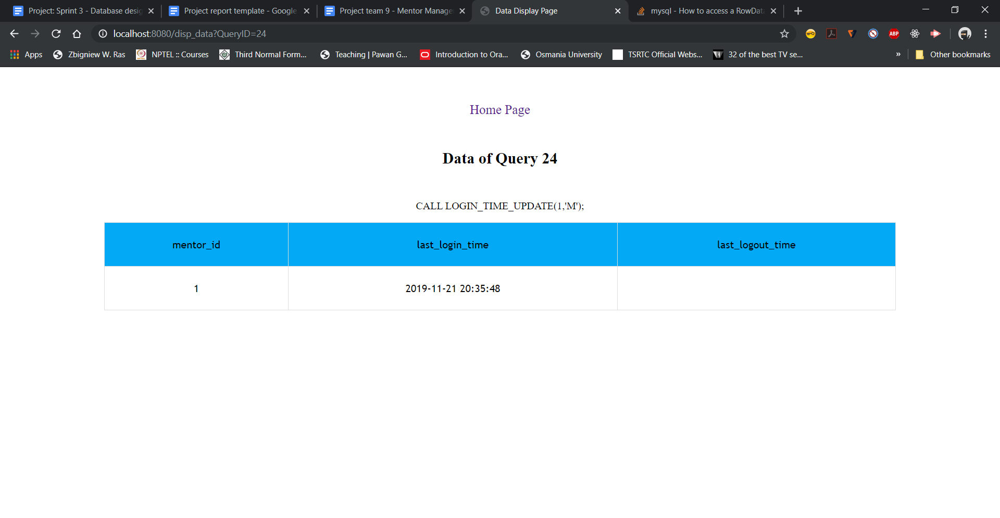 Project: Sprint 3 - Database desig
Project report template - Google
Project team 9 - Mentor Manage
Data Display Page
mysql - How to access a RowData
localhost:8080/disp_data?QueryID=24
ABP
Apps
Zbigniew W. Ras
NPTEL :: Courses
Third Normal Form...
Teaching | Pawan G...
Introduction to Ora...
Osmania University
TSRTC Official Webs...
32 of the best TV se...
»
Other bookmarks
Home Page
Data of Query 24
CALL LOGIN_TIME_UPDATE(1,'M');
mentor_id last_login_time last_logout_time
1 2019-11-21 20:35:48